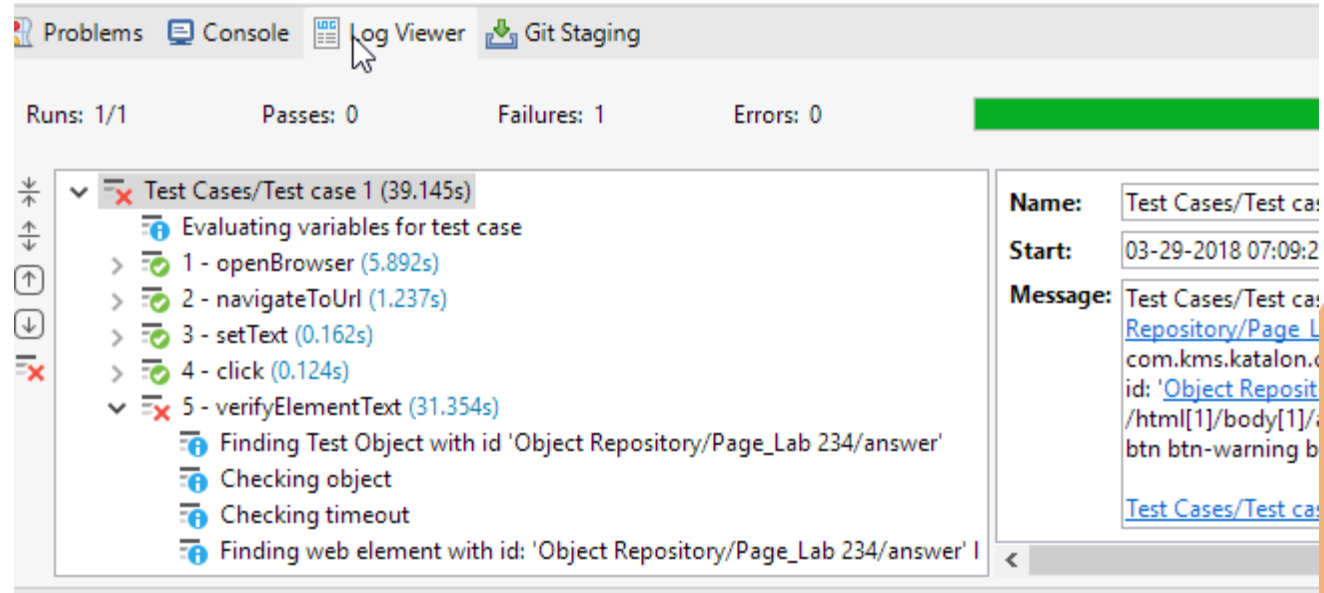 Problems Console Log Viewer Git Staging
Runs: 1/1 Passes: 0 Failures: 1 Errors: 0
Test Cases/Test case 1 (39.145s)
Evaluating variables for test case
1 - openBrowser (5.892s)
2 - navigateToUrl (1.237s)
3 - setText (0.162s)
4 - click (0.124s)
5 - verifyElementText (31.354s)
Finding Test Object with id 'Object Repository/Page_Lab 234/answer'
Checking object
Checking timeout
Finding web element with id: 'Object Repository/Page_Lab 234/answer' l
Name: Test Cases/Test cas
Start: 03-29-2018 07:09:2
Message: Test Cases/Test cas
Repository/Page_L
com.kms.katalon.c
id: 'Object Reposit
/html[1]/body[1]/a
btn btn-warning b
Test Cases/Test cas